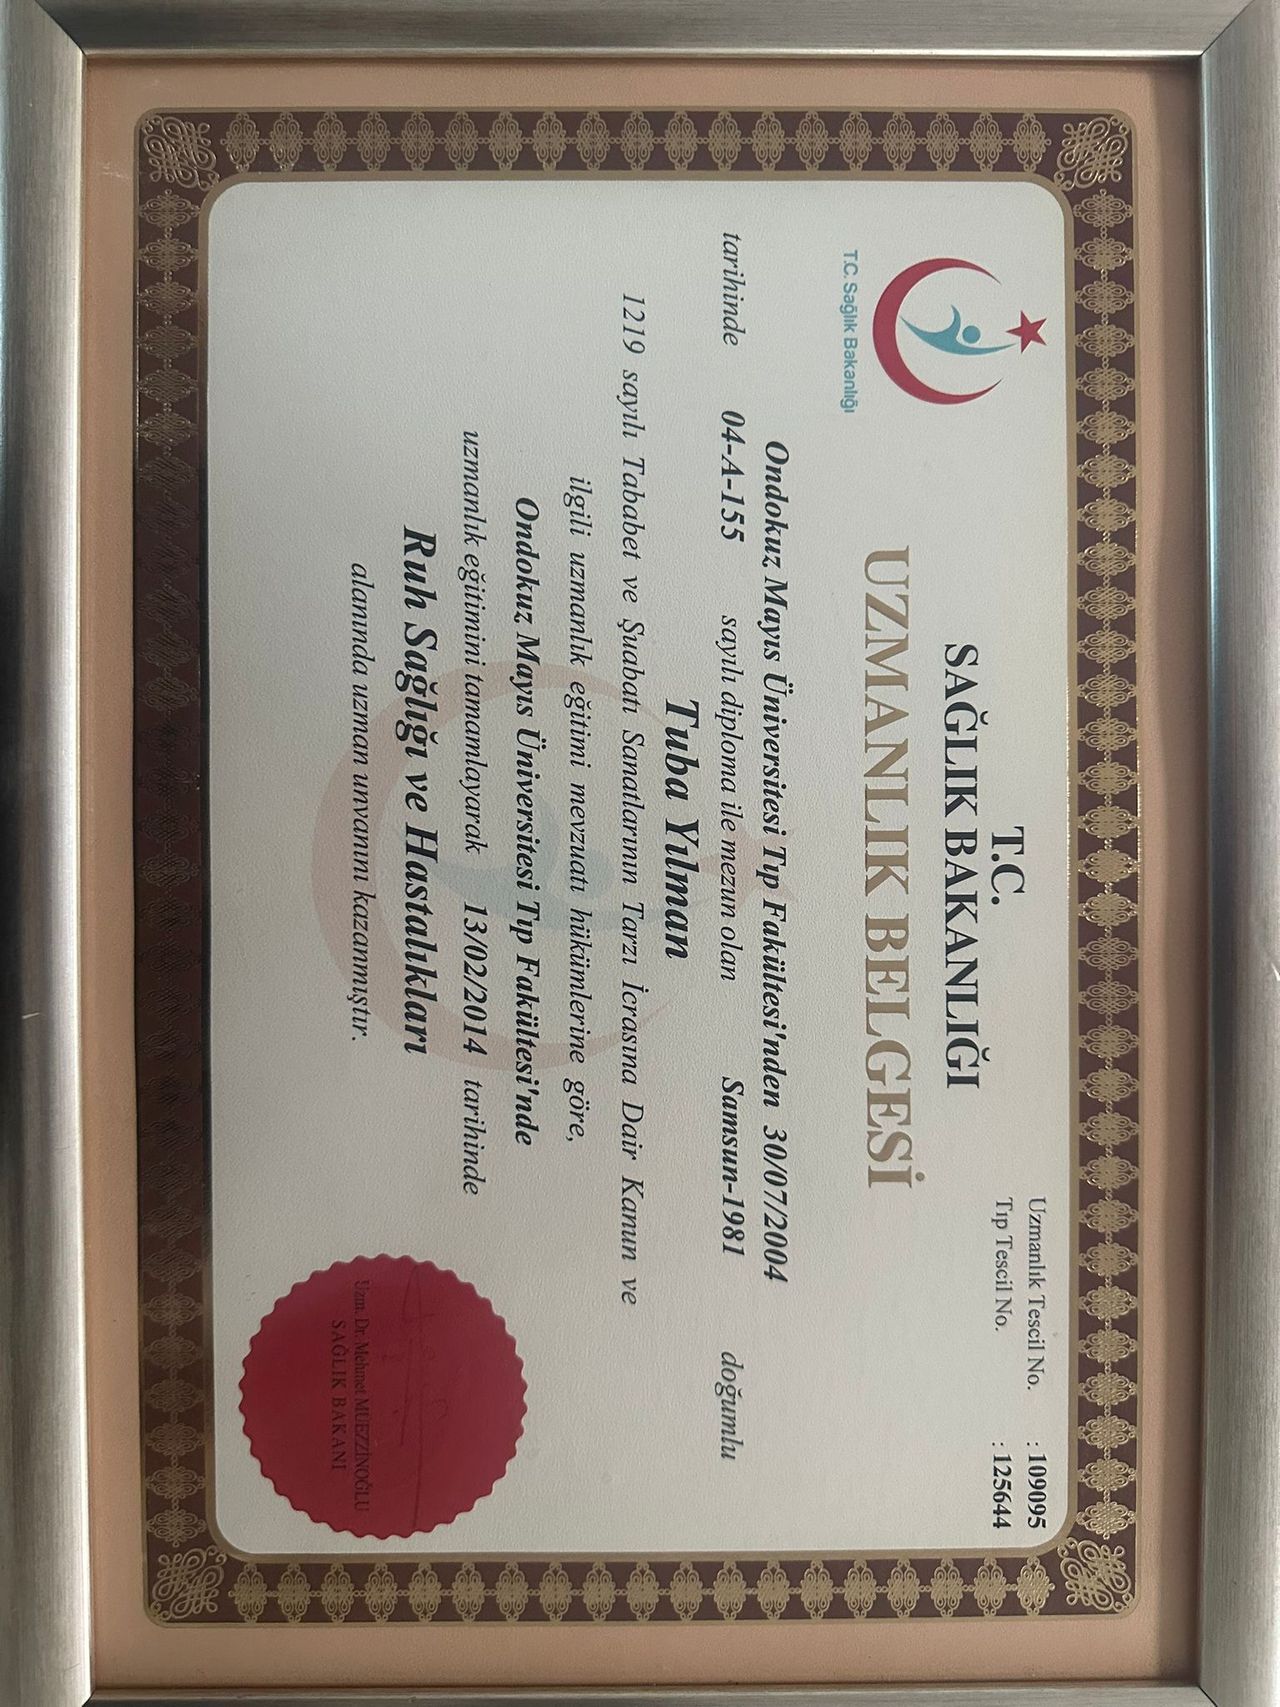 T.C. Sağlık Bakanlığı
T.C.
SAĞLIK BAKANLIĞI
UZMANLIK BELGESİ
Uzmanlık Tescil No. : 109095
Tıp Tescil No. : 125644
Ondokuz Mayıs Üniversitesi Tıp Fakültesi'nden 30/07/2004
tarihinde 04-A-155 sayılı diploma ile mezun olan Samsun-1981 doğumlu
Tuba Yılman
1219 sayılı Tababet ve Şuabatı Sanatlarının Tarzı İcrasına Dair Kanun ve
ilgili uzmanlık eğitimi mevzuatı hükümlerine göre,
Ondokuz Mayıs Üniversitesi Tıp Fakültesi'nde
uzmanlık eğitimini tamamlayarak 13/02/2014 tarihinde
Ruh Sağlığı ve Hastalıkları
alanında uzman unvanını kazanmıştır.
Uzm. Dr. Mehmet MÜEZZİNOĞLU
SAĞLIK BAKANI